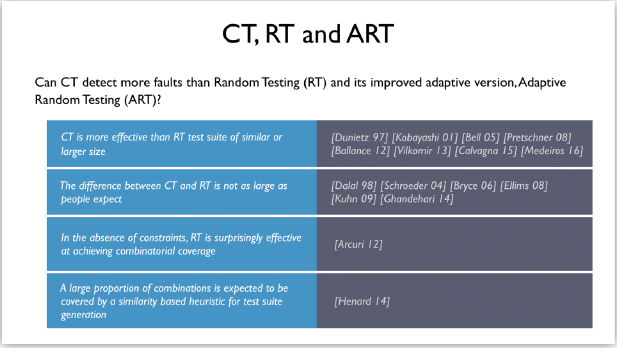 CT, RT and ART
Can CT detect more faults than Random Testing (RT) and its improved adaptive version, Adaptive
Random Testing (ART)?
CT is more effective than RT test suite of similar or
larger size
[Dunietz 97] [Kobayashi 01] [Bell 05] [Pretschner 08]
[Ballance 12] [Vilkomir 13] [Calvagna 15] [Medeiros 16]
The difference between CT and RT is not as large as
people expect
[Dalal 98] [Schroeder 04] [Bryce 06] [Ellims 08]
[Kuhn 09] [Ghandehari 14]
In the absence of constraints, RT is surprisingly effective
at achieving combinatorial coverage
[Arcuri 12]
A large proportion of combinations is expected to be
covered by a similarity based heuristic for test suite
generation
[Henard 14]